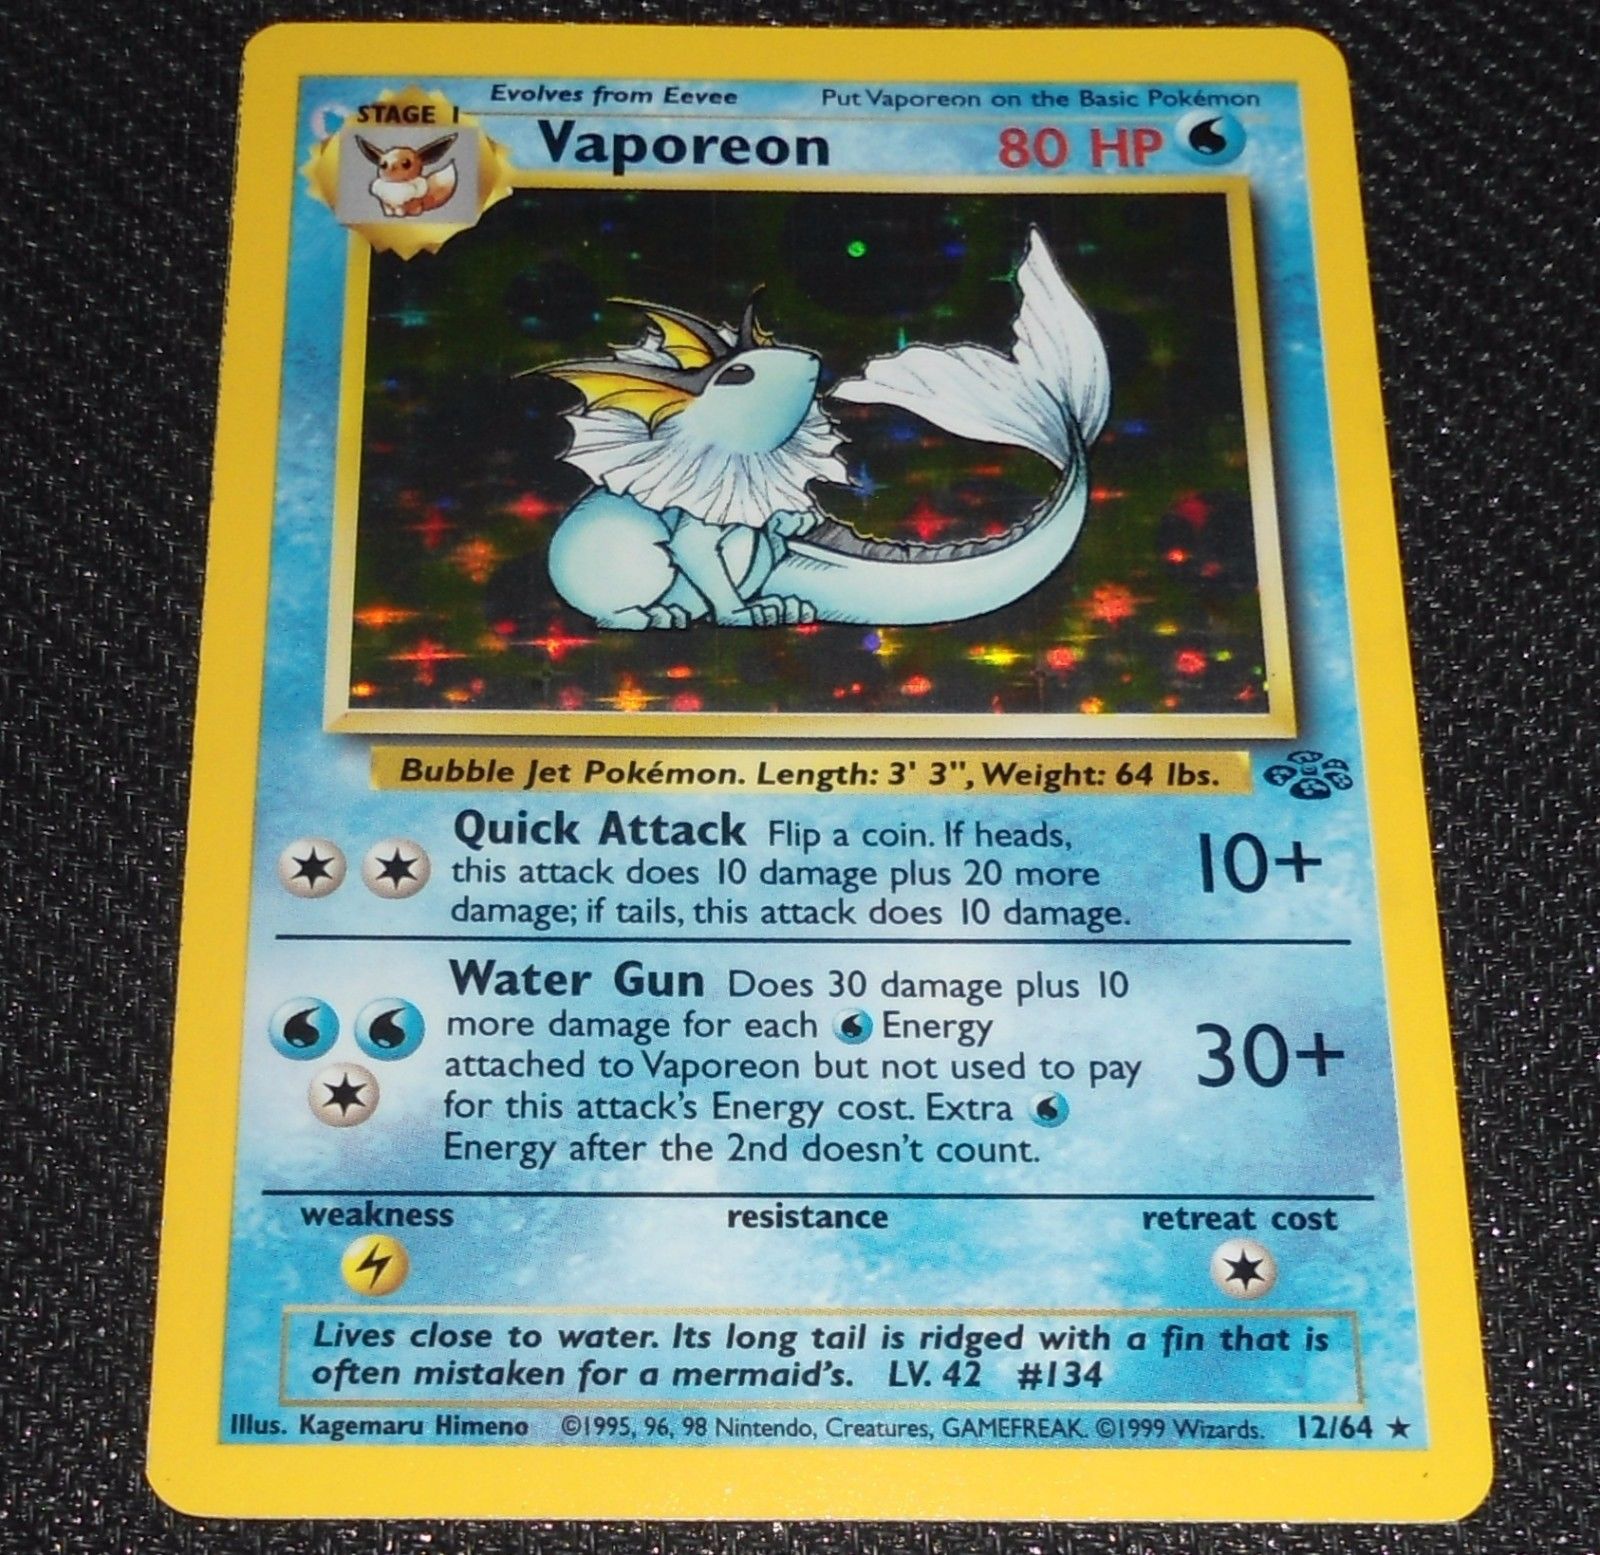 Evolves from Eevee Put Vaporeon on the Basic Pokémon
STAGE 1
Vaporeon 80 HP
Bubble Jet Pokémon. Length: 3' 3", Weight: 64 lbs.
Quick Attack Flip a coin. If heads,
this attack does 10 damage plus 20 more
damage; if tails, this attack does 10 damage.
10+
Water Gun Does 30 damage plus 10
more damage for each Energy
attached to Vaporeon but not used to pay
for this attack's Energy cost. Extra
Energy after the 2nd doesn't count.
30+
weakness resistance retreat cost
Lives close to water. Its long tail is ridged with a fin that is
often mistaken for a mermaid's. LV. 42 #134
Illus. Kagemaru Himeno ©1995, 96, 98 Nintendo, Creatures, GAMEFREAK. ©1999 Wizards. 12/64 ★